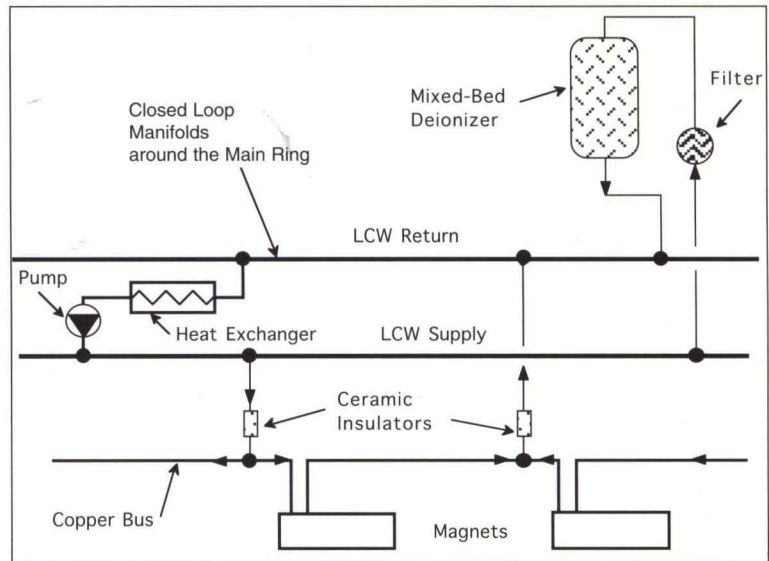 Mixed-Bed
Deionizer
Filter
Closed Loop
Manifolds
around the Main Ring
LCW Return
Pump
Heat Exchanger
LCW Supply
Ceramic
Insulators
Copper Bus
Magnets